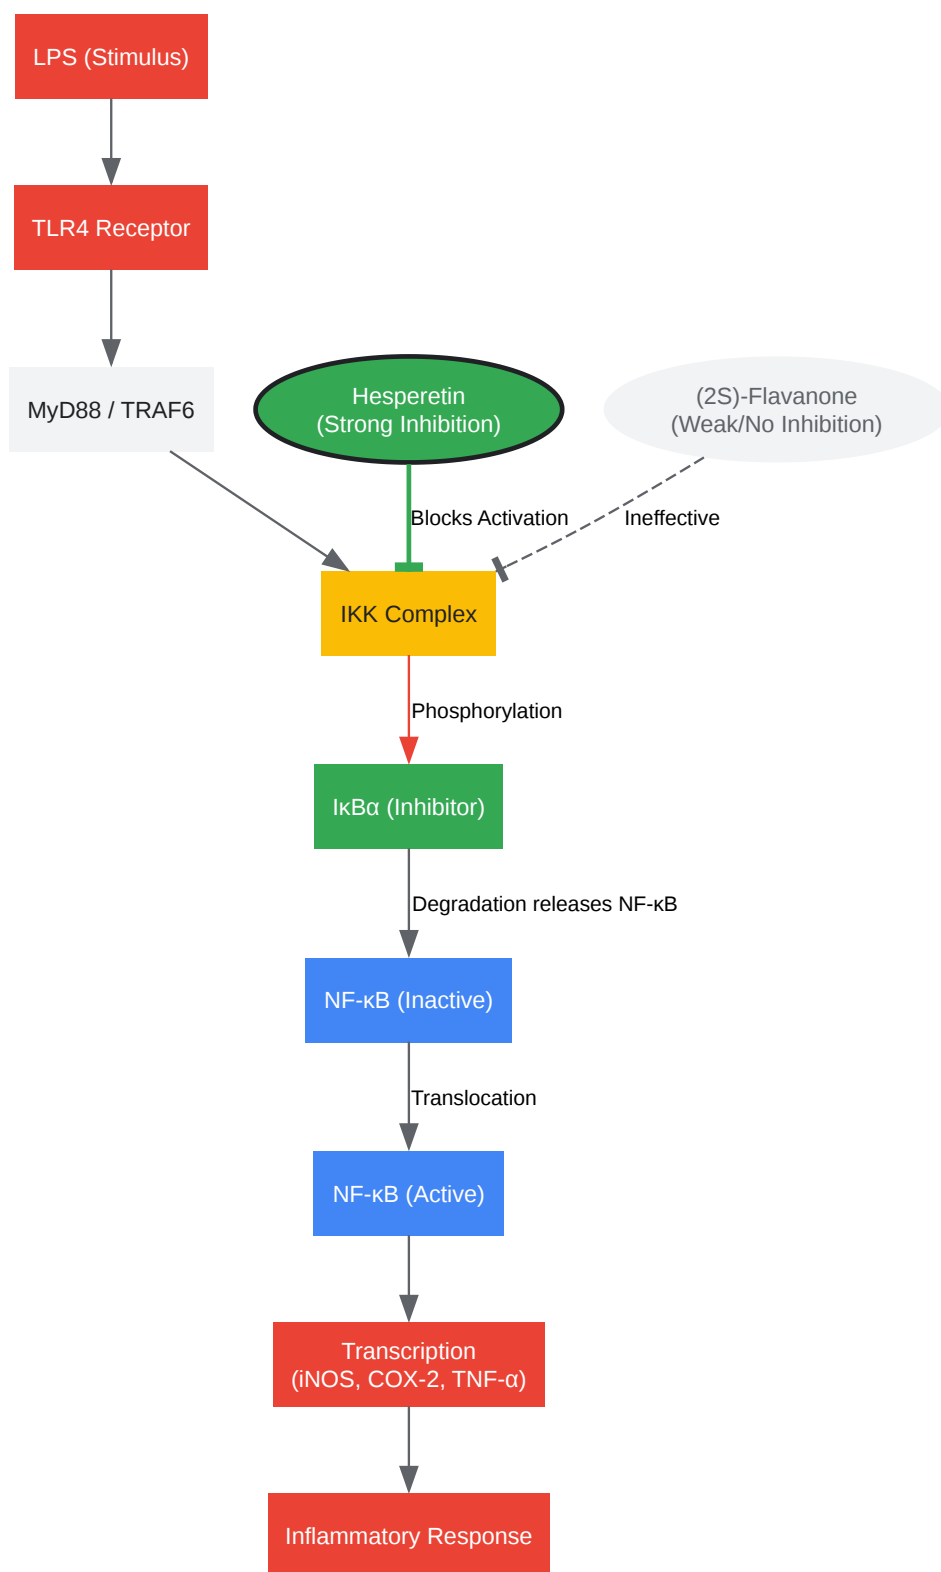 LPS (Stimulus)
TLR4 Receptor
MyD88 / TRAF6
Hesperetin
(Strong Inhibition)
(2S)-Flavanone
(Weak/No Inhibition)
Blocks Activation
Ineffective
IKK Complex
Phosphorylation
IκBα (Inhibitor)
Degradation releases NF-κB
NF-κB (Inactive)
Translocation
NF-κB (Active)
Transcription
(iNOS, COX-2, TNF-α)
Inflammatory Response